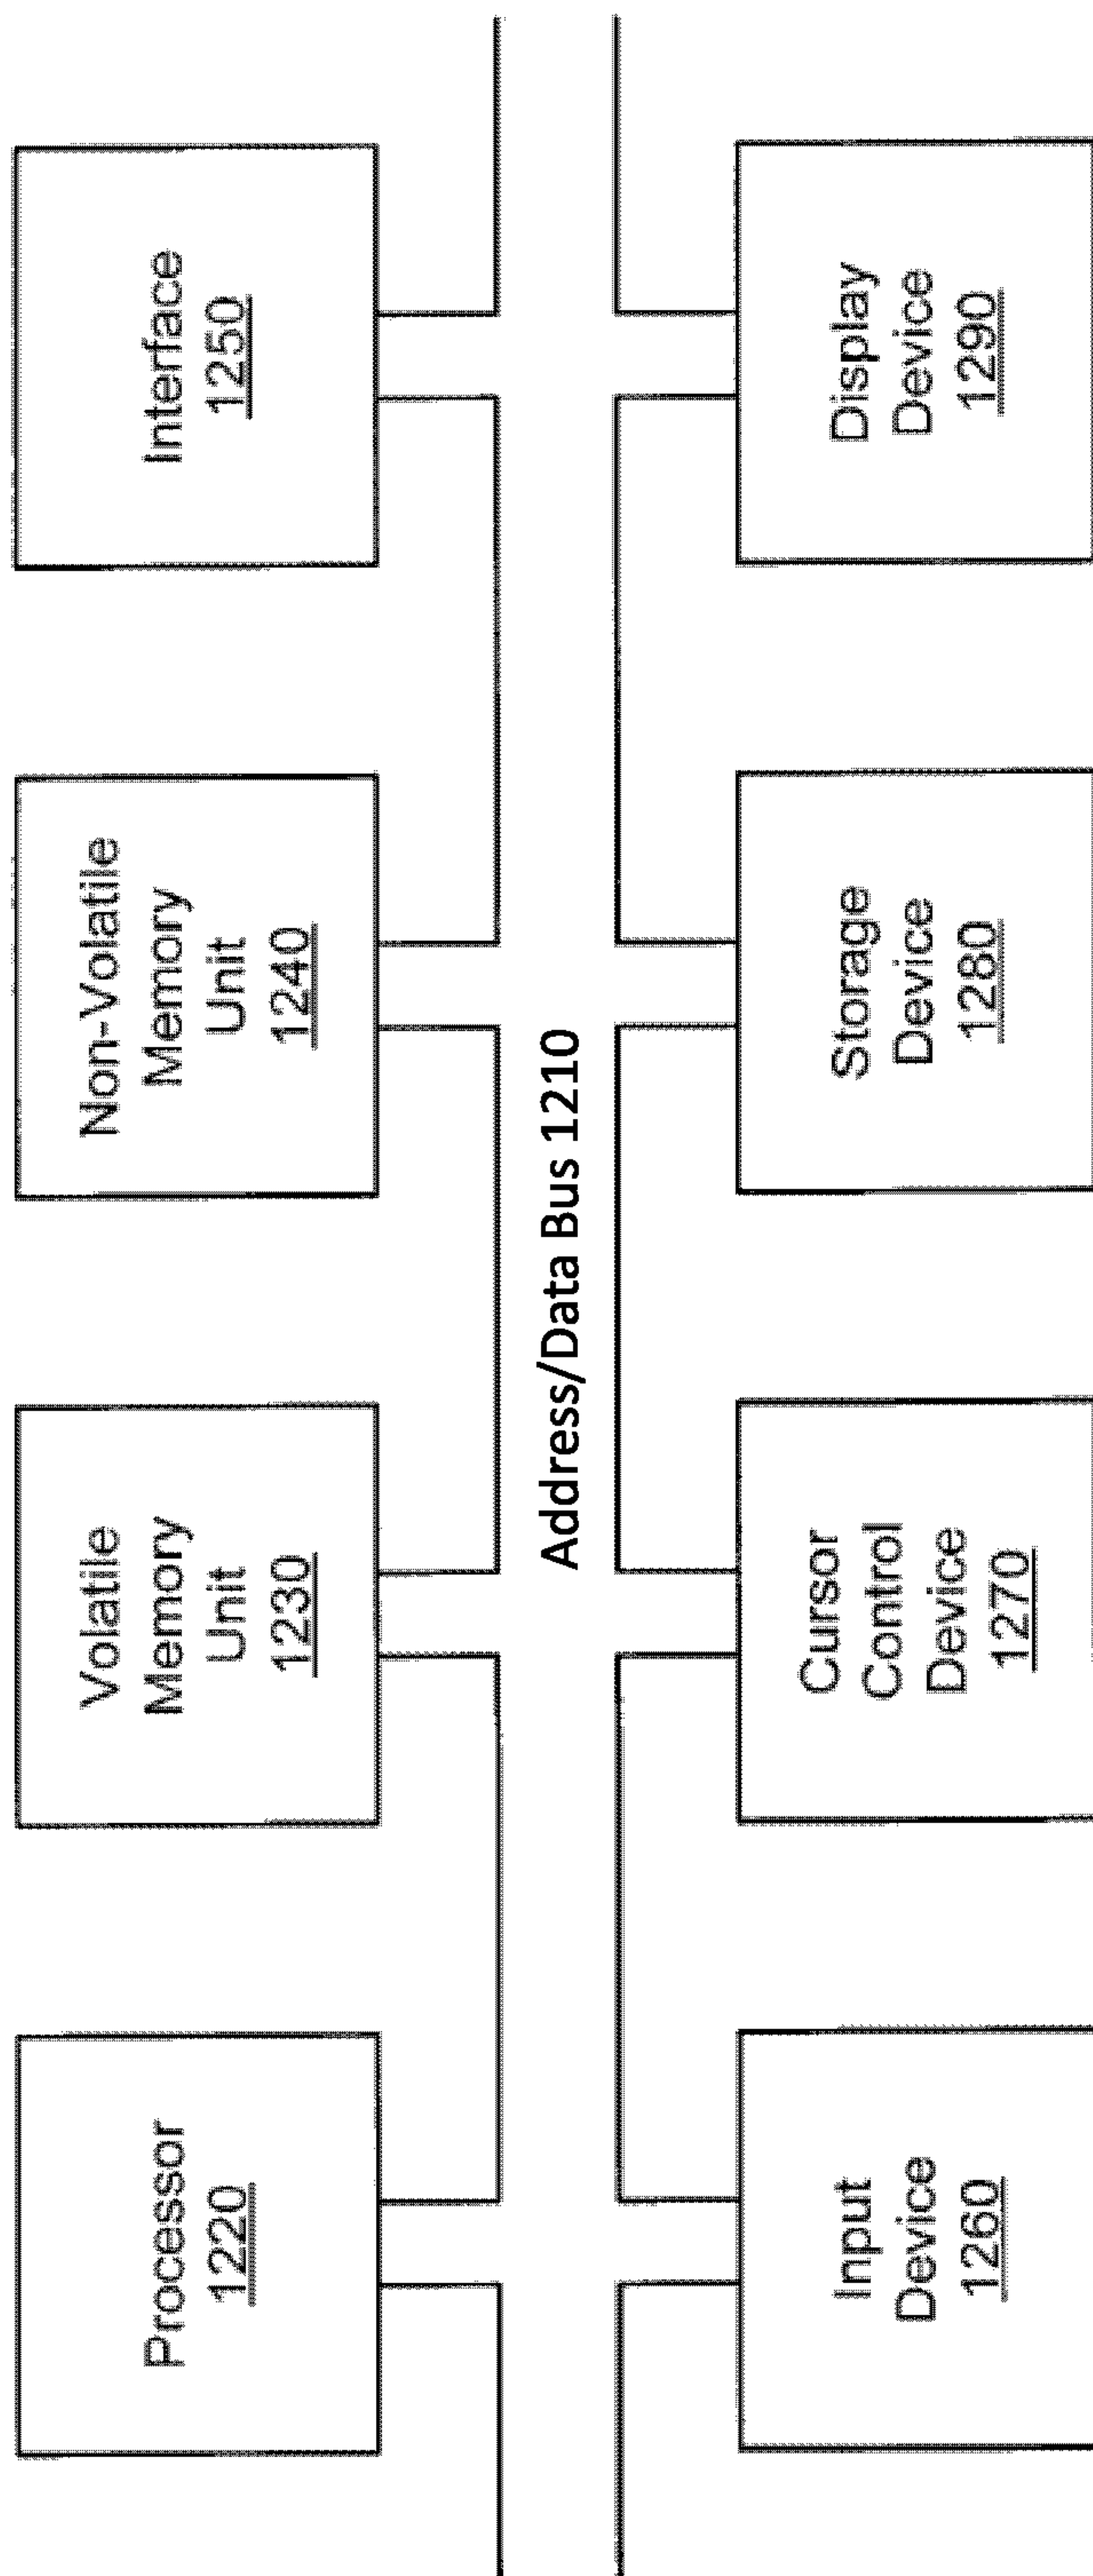 Processor
1220
Volatile
Memory
Unit
1230
Non-Volatile
Memory
Unit
1240
Interface
1250
Address/Data Bus 1210
Input
Device
1260
Cursor
Control
Device
1270
Storage
Device
1280
Display
Device
1290